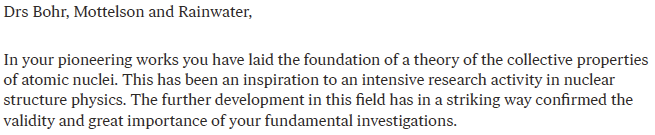 Drs Bohr, Mottelson and Rainwater,
In your pioneering works you have laid the foundation of a theory of the collective properties
of atomic nuclei. This has been an inspiration to an intensive research activity in nuclear
structure physics. The further development in this field has in a striking way confirmed the
validity and great importance of your fundamental investigations.